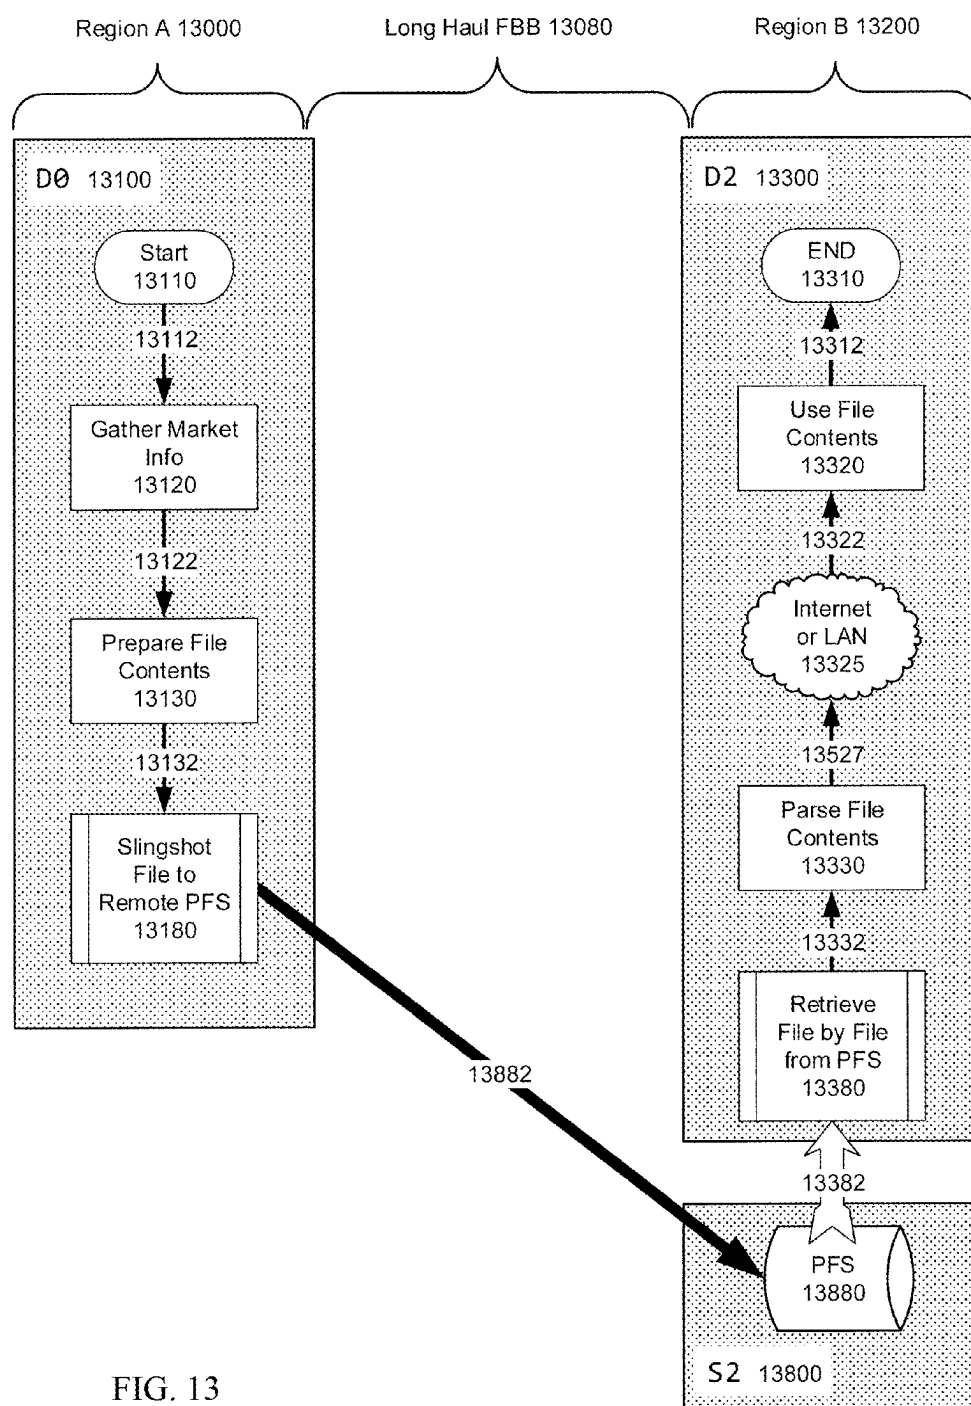 Region A 13000
Long Haul FBB 13080
Region B 13200
D0 13100
Start
13110
13112
Gather Market
Info
13120
13122
Prepare File
Contents
13130
13132
Slingshot
File to
Remote PFS
13180
13882
D2 13300
END
13310
13312
Use File
Contents
13320
13322
Internet
or LAN
13325
13527
Parse File
Contents
13330
13332
Retrieve
File by File
from PFS
13380
13382
PFS
13880
S2 13800
FIG. 13